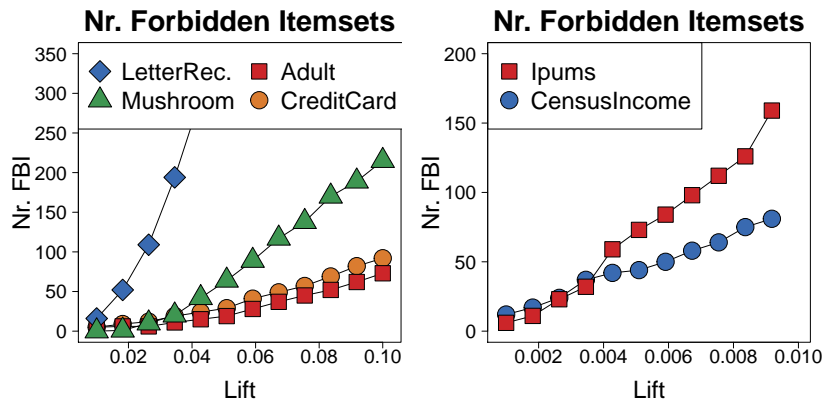 Nr. Forbidden Itemsets
350
300
250
200
150
100
50
0
Nr. FBI
LetterRec.
Adult
Mushroom
CreditCard
0.02
0.04
0.06
0.08
0.10
Lift
Nr. Forbidden Itemsets
200
150
100
50
0
Nr. FBI
Ipums
CensusIncome
0.002
0.004
0.006
0.008
0.010
Lift